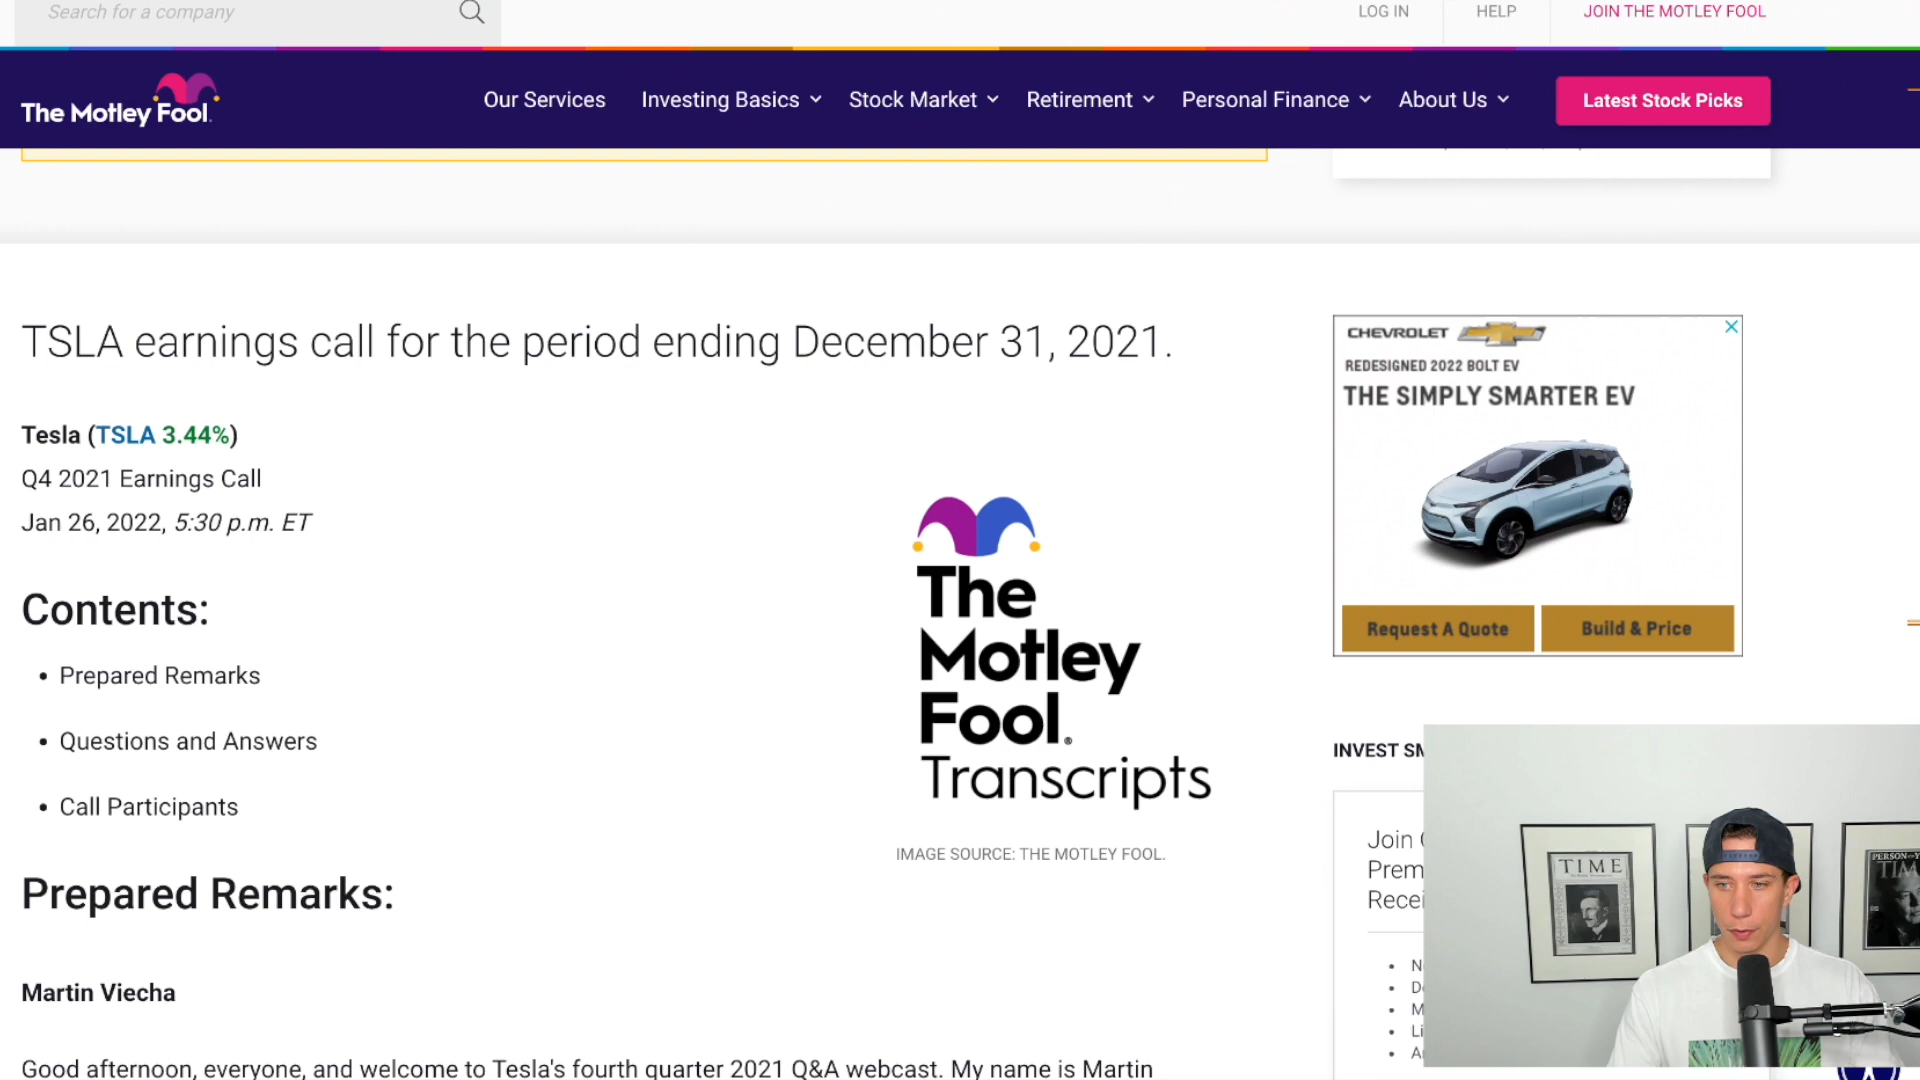 Search for a company
LOG IN
HELP
JOIN THE MOTLEY FOOL
The Motley Fool.
Our Services
Investing Basics
Stock Market
Retirement
Personal Finance
About Us
Latest Stock Picks
TSLA earnings call for the period ending December 31, 2021.
Tesla (TSLA 3.44%)
Q4 2021 Earnings Call
Jan 26, 2022, 5:30 p.m. ET
Contents:
• Prepared Remarks
• Questions and Answers
• Call Participants
The
Motley
Fool®
Transcripts
IMAGE SOURCE: THE MOTLEY FOOL.
Prepared Remarks:
Martin Viecha
Good afternoon, everyone, and welcome to Tesla's fourth quarter 2021 Q&A webcast. My name is Martin
CHEVROLET
REDESIGNED 2022 BOLT EV
THE SIMPLY SMARTER EV
Request A Quote
Build & Price
INVEST
Join
TIME
TIM